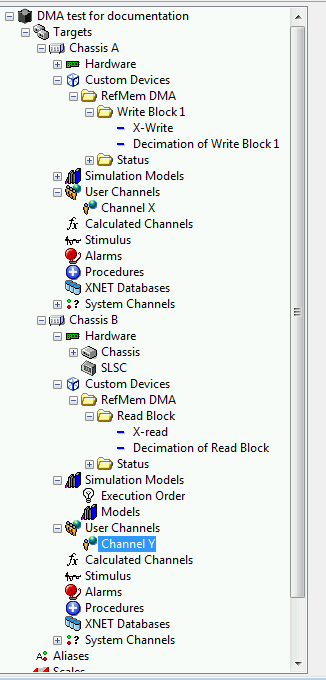 DMA test for documentation
Targets
Chassis A
Hardware
Custom Devices
RefMem DMA
Write Block 1
X-Write
Decimation of Write Block 1
Status
Simulation Models
User Channels
Channel X
fx Calculated Channels
Stimulus
Alarms
Procedures
XNET Databases
System Channels
Chassis B
Hardware
Chassis
SLSC
Custom Devices
RefMem DMA
Read Block
X-read
Decimation of Read Block
Status
Simulation Models
Execution Order
Models
User Channels
Channel Y
fx Calculated Channels
Stimulus
Alarms
Procedures
XNET Databases
System Channels
Aliases
Scales